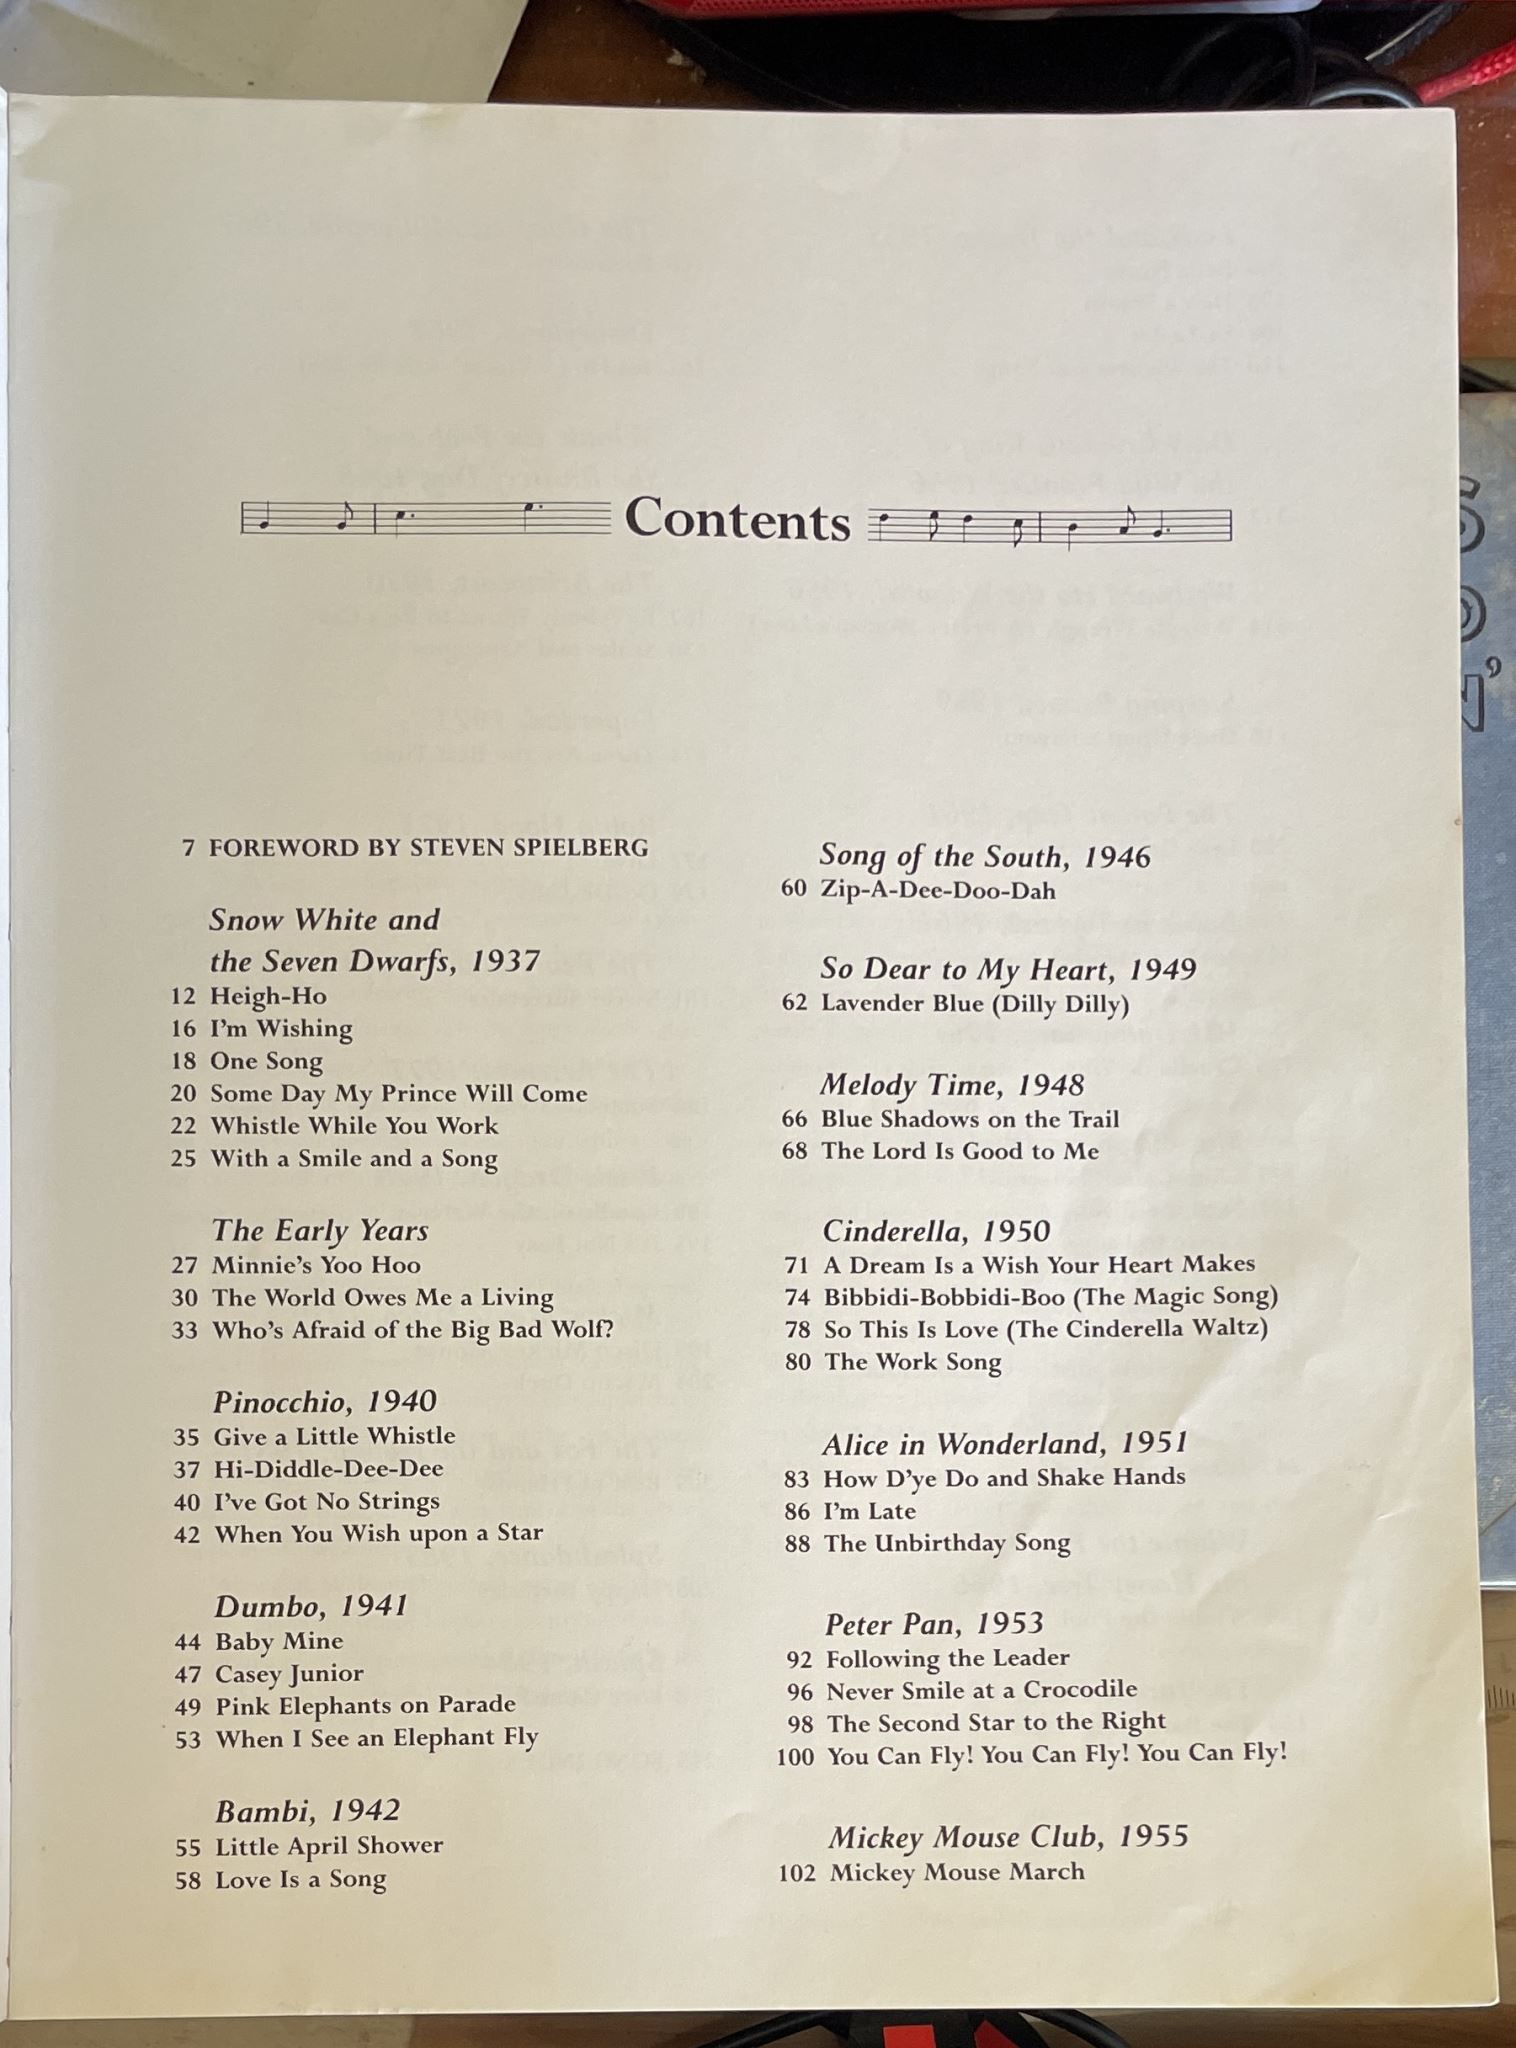 Contents
7 FOREWORD BY STEVEN SPIELBERG
Snow White and
the Seven Dwarfs, 1937
12 Heigh-Ho
16 I'm Wishing
18 One Song
20 Some Day My Prince Will Come
22 Whistle While You Work
25 With a Smile and a Song
The Early Years
27 Minnie's Yoo Hoo
30 The World Owes Me a Living
33 Who's Afraid of the Big Bad Wolf?
Pinocchio, 1940
35 Give a Little Whistle
37 Hi-Diddle-Dee-Dee
40 I've Got No Strings
42 When You Wish upon a Star
Dumbo, 1941
44 Baby Mine
47 Casey Junior
49 Pink Elephants on Parade
53 When I See an Elephant Fly
Bambi, 1942
55 Little April Shower
58 Love Is a Song
Song of the South, 1946
60 Zip-A-Dee-Doo-Dah
So Dear to My Heart, 1949
62 Lavender Blue (Dilly Dilly)
Melody Time, 1948
66 Blue Shadows on the Trail
68 The Lord Is Good to Me
Cinderella, 1950
71 A Dream Is a Wish Your Heart Makes
74 Bibbidi-Bobbidi-Boo (The Magic Song)
78 So This Is Love (The Cinderella Waltz)
80 The Work Song
Alice in Wonderland, 1951
83 How D'ye Do and Shake Hands
86 I'm Late
88 The Unbirthday Song
Peter Pan, 1953
92 Following the Leader
96 Never Smile at a Crocodile
98 The Second Star to the Right
100 You Can Fly! You Can Fly! You Can Fly!
Mickey Mouse Club, 1955
102 Mickey Mouse March